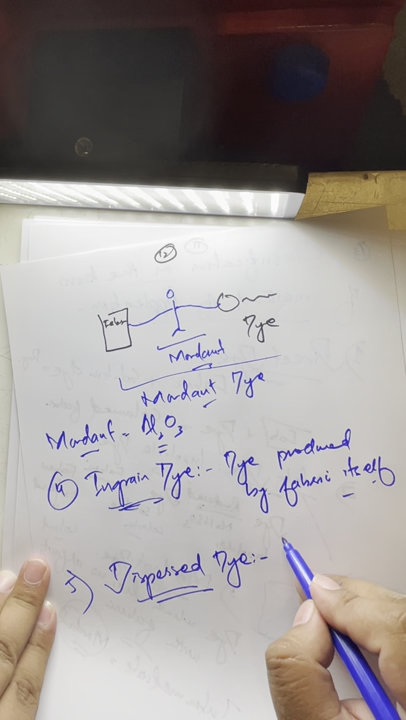 12
Fabric
Dye
Mordant
Mordant Dye
Mordant - Al2O3
4) Ingrain Dye:- Dye produced
by fabric itself
5) Dispersed Dye:-